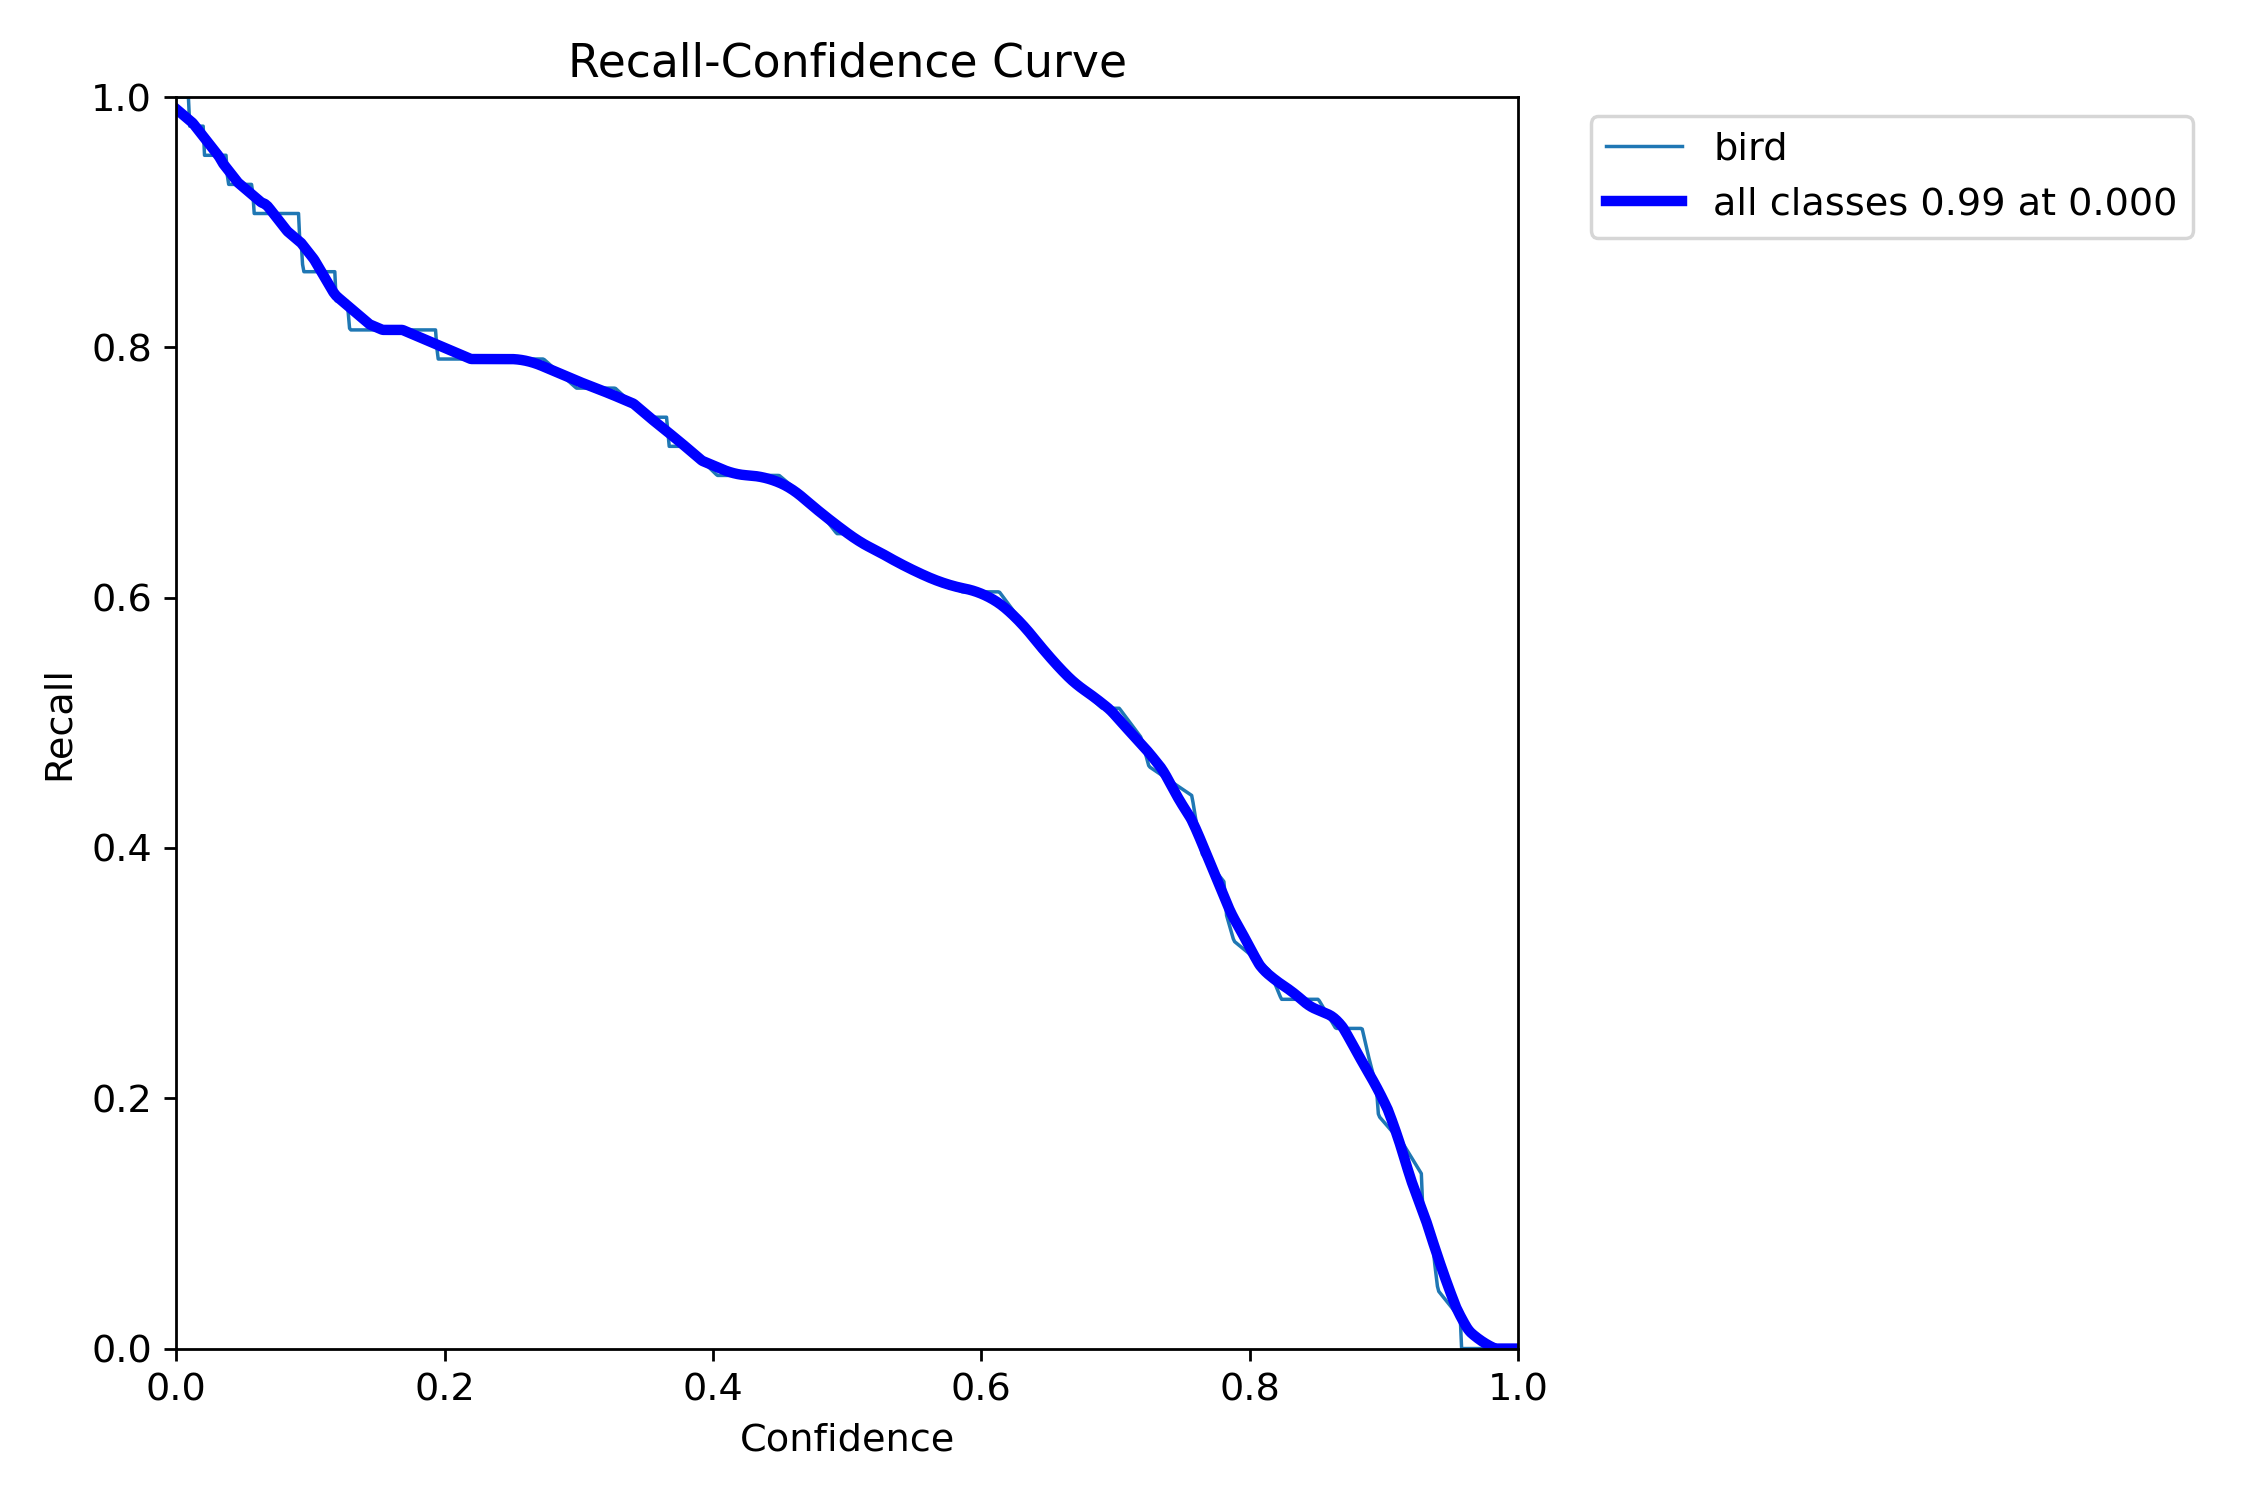 Recall-Confidence Curve
1.0
0.8
0.6
0.4
0.2
0.0
Recall
0.0 0.2 0.4 0.6 0.8 1.0
Confidence
bird
all classes 0.99 at 0.000